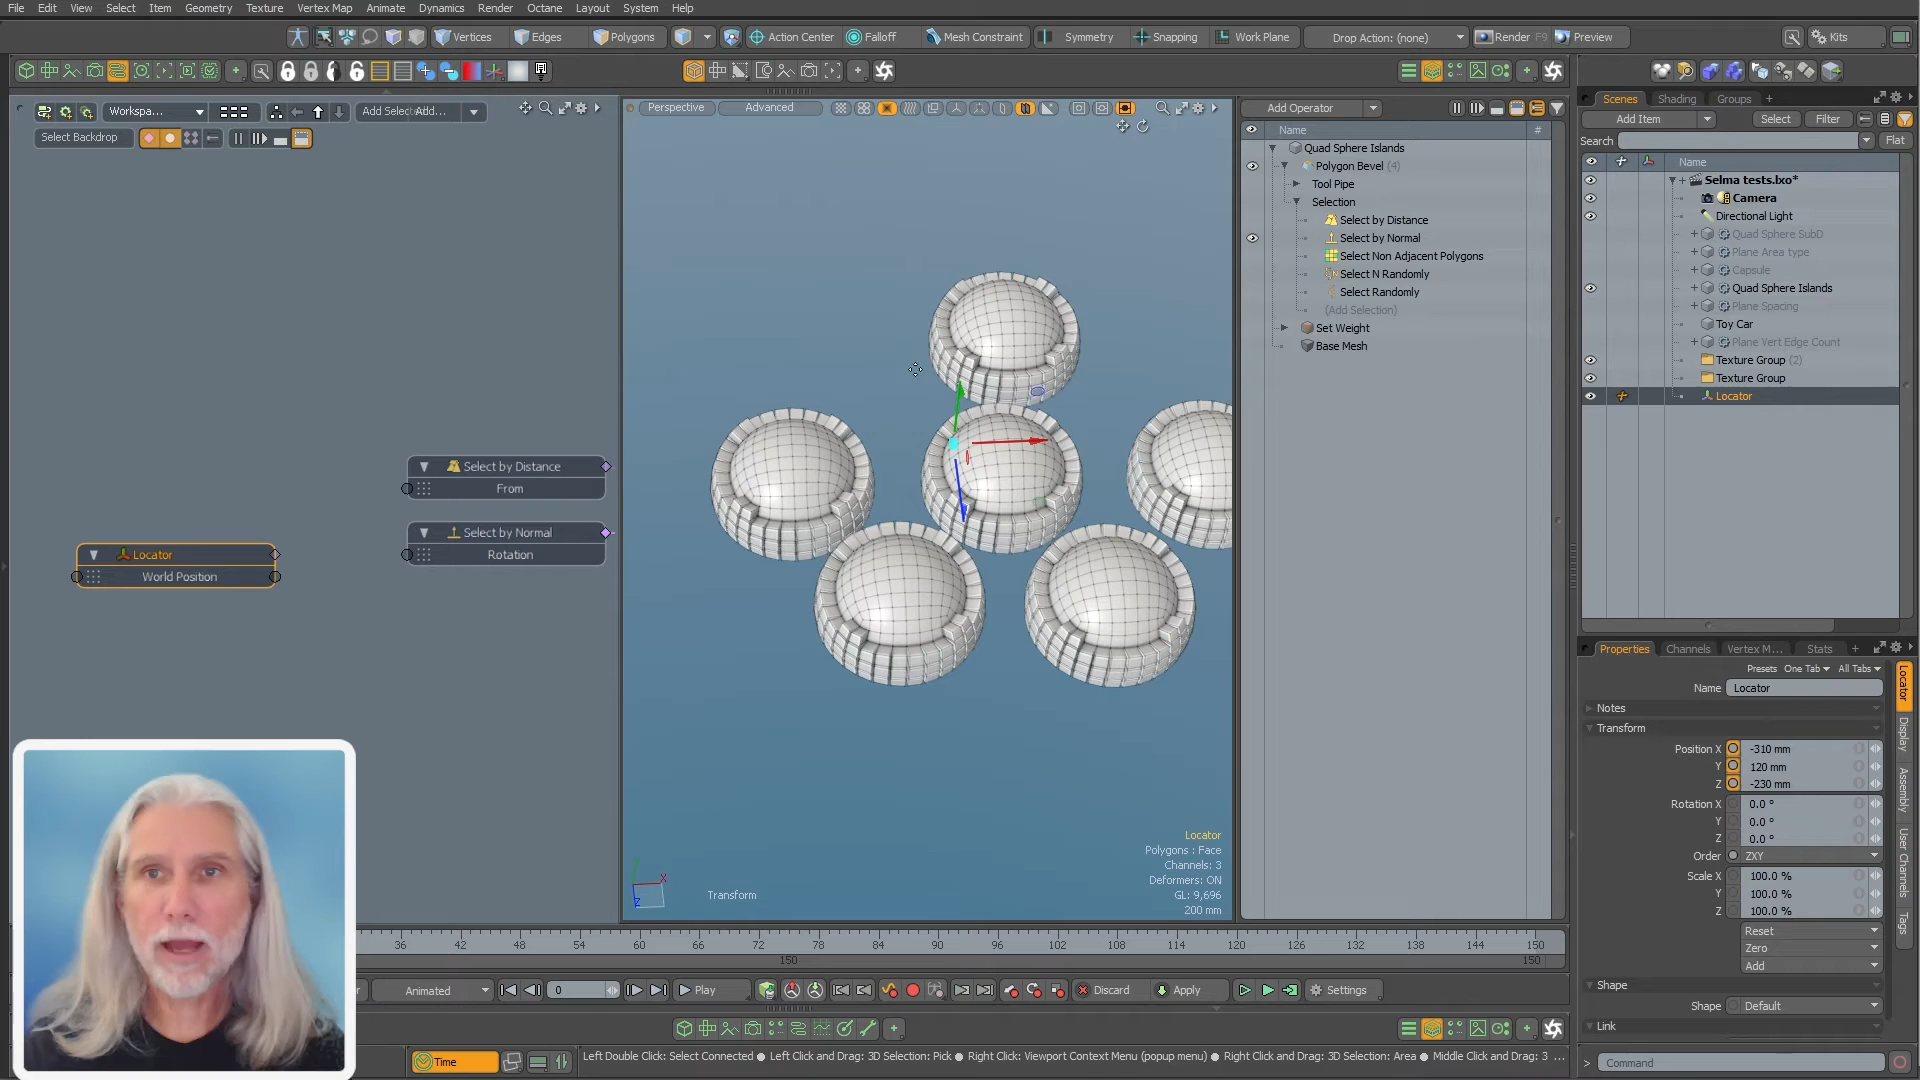 File Edit View Select Item Geometry Texture Vertex Map Animate Dynamics Render Octane Layout System Help
Vertices Edges Polygons Action Center Falloff Mesh Constraint Symmetry Snapping Work Plane Drop Action: (none) Render F9 Preview Kits
Workspa... Add Selecti
Select Backdrop
Perspective Advanced
Add Operator
Name #
Quad Sphere Islands
Polygon Bevel (4)
Tool Pipe
Selection
Select by Distance
Select by Normal
Select Non Adjacent Polygons
Select N Randomly
Select Randomly
(Add Selection)
Set Weight
Base Mesh
Scenes Shading Groups +
Add Item Select Filter
Search Flat
Name
Selma tests.lxo*
Camera
Directional Light
Quad Sphere SubD
Plane Area type
Capsule
Quad Sphere Islands
Plane Spacing
Toy Car
Plane Vert Edge Count
Texture Group (2)
Texture Group
Locator
Select by Distance
From
Select by Normal
Rotation
Locator
World Position
Locator
Polygons : Face
Channels: 3
Deformers: ON
GL: 9,696
200 mm
Transform
Y
X
Z
Properties Channels Vertex M... Stats +
Presets One Tab All Tabs
Name Locator
Notes
Transform
Position X -310 mm
Y 120 mm
Z -230 mm
Rotation X 0.0 °
Y 0.0 °
Z 0.0 °
Order ZXY
Scale X 100.0 %
Y 100.0 %
Z 100.0 %
Reset
Zero
Add
Shape
Shape Default
Link
Locator
Display
Assembly
User Channels
Tags
36 42 48 54 60 66 72 78 84 90 96 102 108 114 120 126 132 138 144 150
150 150
Animated 0 Play Discard Apply Settings
Time Left Double Click: Select Connected ● Left Click and Drag: 3D Selection: Pick ● Right Click: Viewport Context Menu (popup menu) ● Right Click and Drag: 3D Selection: Area ● Middle Click and Drag: 3 ...
> Command